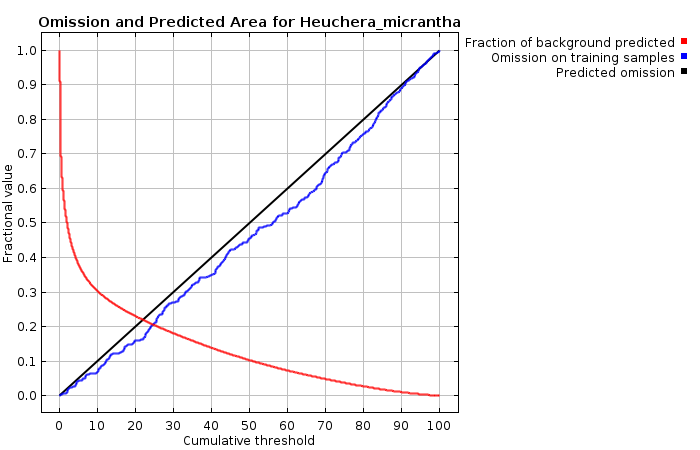 Omission and Predicted Area for Heuchera_micrantha
Fraction of background predicted
Omission on training samples
Predicted omission
Fractional value
1.0
0.9
0.8
0.7
0.6
0.5
0.4
0.3
0.2
0.1
0.0
0 10 20 30 40 50 60 70 80 90 100
Cumulative threshold